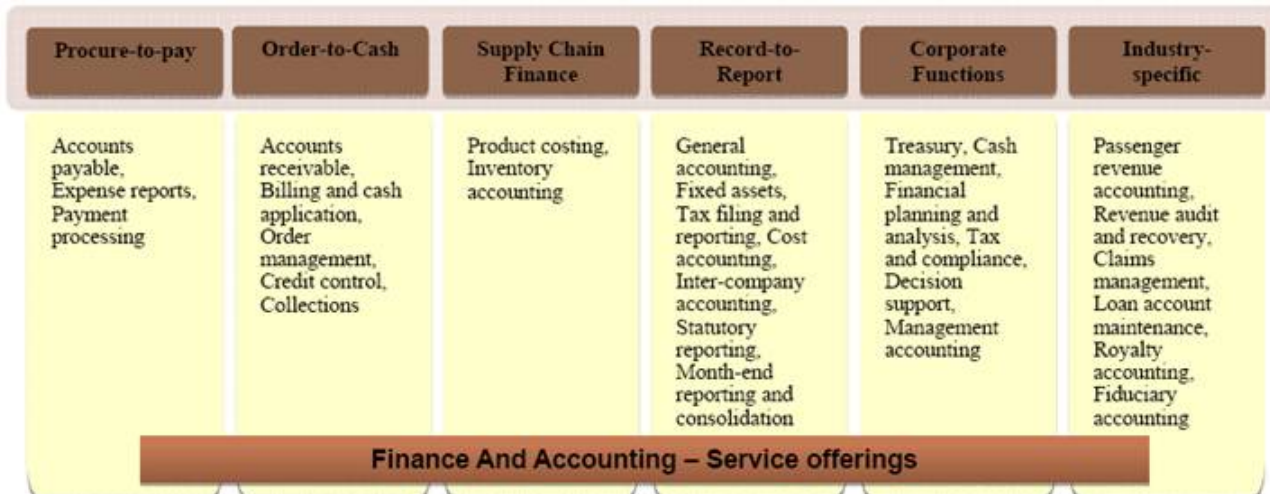 Procure-to-pay
Order-to-Cash
Supply Chain
Finance
Record-to-
Report
Corporate
Functions
Industry-
specific
Accounts
payable,
Expense reports,
Payment
processing
Accounts
receivable,
Billing and cash
application,
Order
management,
Credit control,
Collections
Product costing,
Inventory
accounting
General
accounting,
Fixed assets,
Tax filing and
reporting, Cost
accounting,
Inter-company
accounting,
Statutory
reporting,
Month-end
reporting and
consolidation
Treasury, Cash
management,
Financial
planning and
analysis, Tax
and compliance,
Decision
support,
Management
accounting
Passenger
revenue
accounting,
Revenue audit
and recovery,
Claims
management,
Loan account
maintenance,
Royalty
accounting,
Fiduciary
accounting
Finance And Accounting – Service offerings